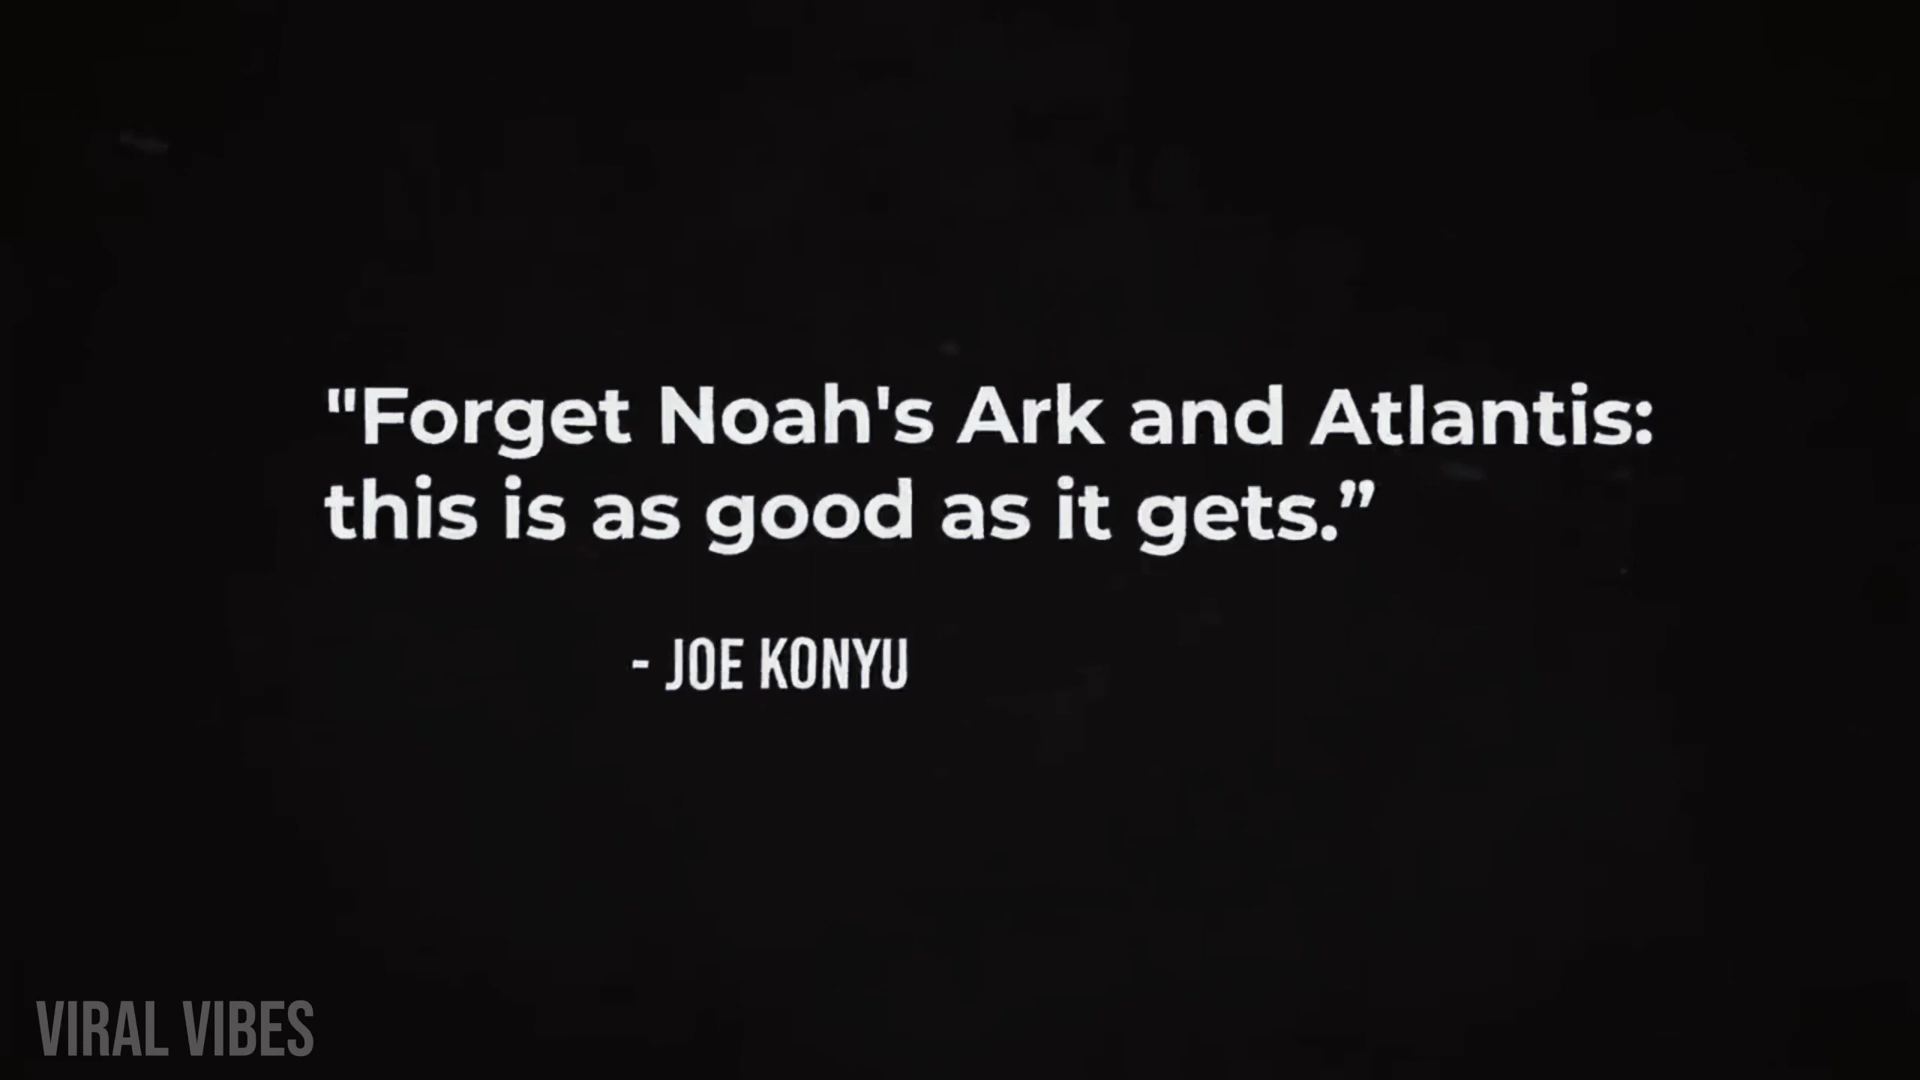 "Forget Noah's Ark and Atlantis:
this is as good as it gets.”
- JOE KONYU
VIRAL VIBES